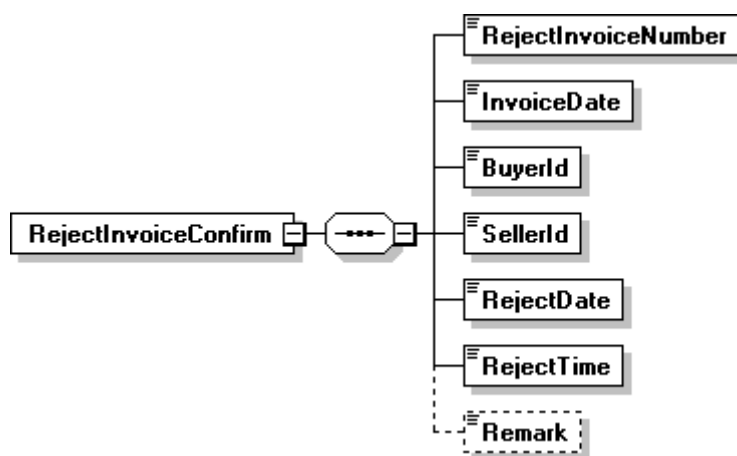 RejectInvoiceNumber
InvoiceDate
BuyerId
RejectInvoiceConfirm
SellerId
RejectDate
RejectTime
Remark